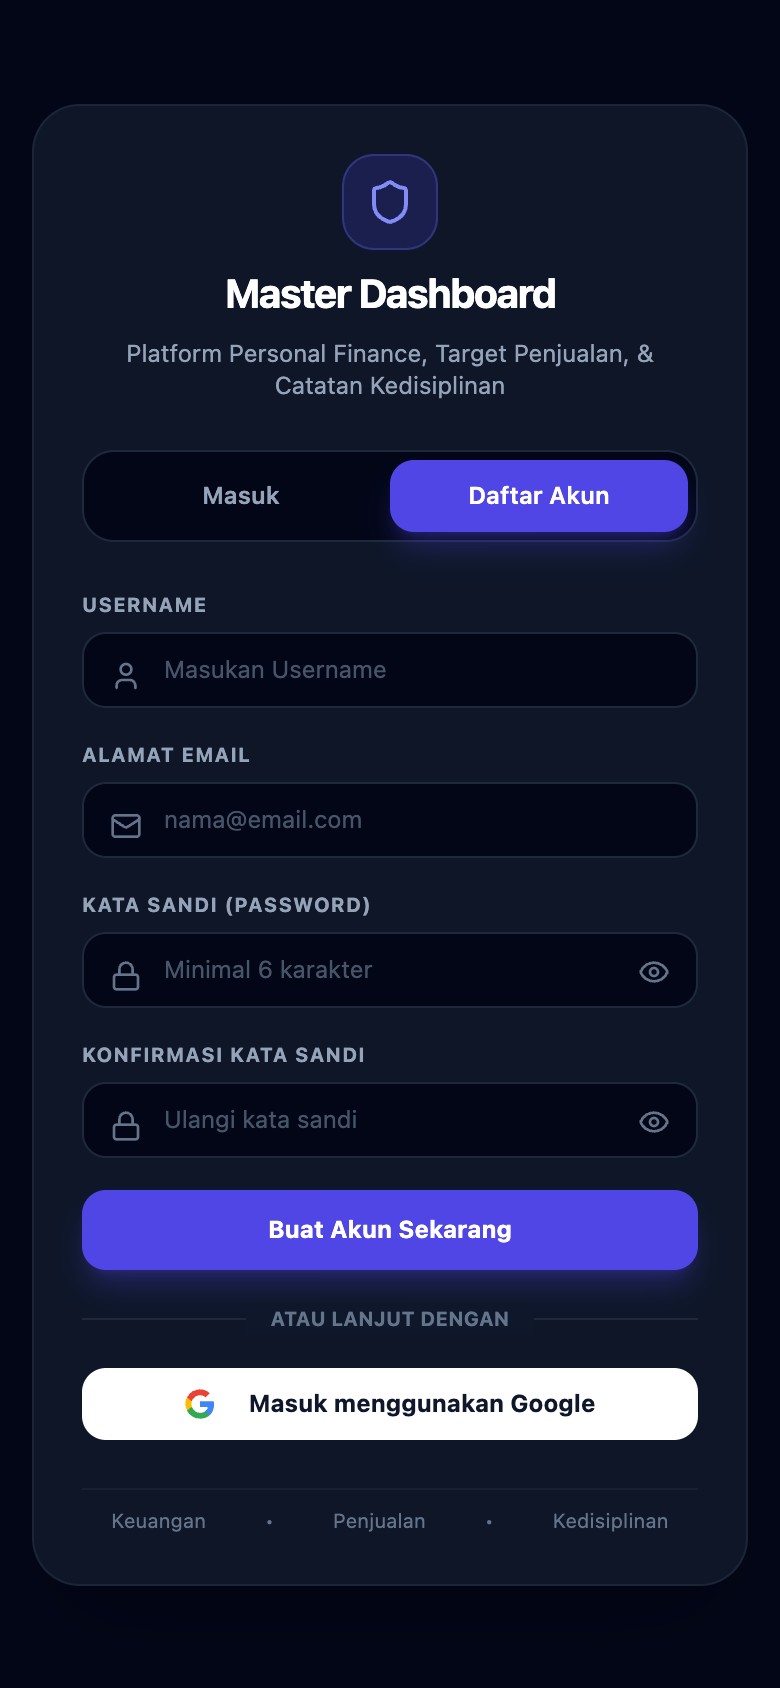 Master Dashboard
Platform Personal Finance, Target Penjualan, &
Catatan Kedisiplinan
Masuk
Daftar Akun
USERNAME
Masukan Username
ALAMAT EMAIL
nama@email.com
KATA SANDI (PASSWORD)
Minimal 6 karakter
KONFIRMASI KATA SANDI
Ulangi kata sandi
Buat Akun Sekarang
ATAU LANJUT DENGAN
Masuk menggunakan Google
Keuangan • Penjualan • Kedisiplinan